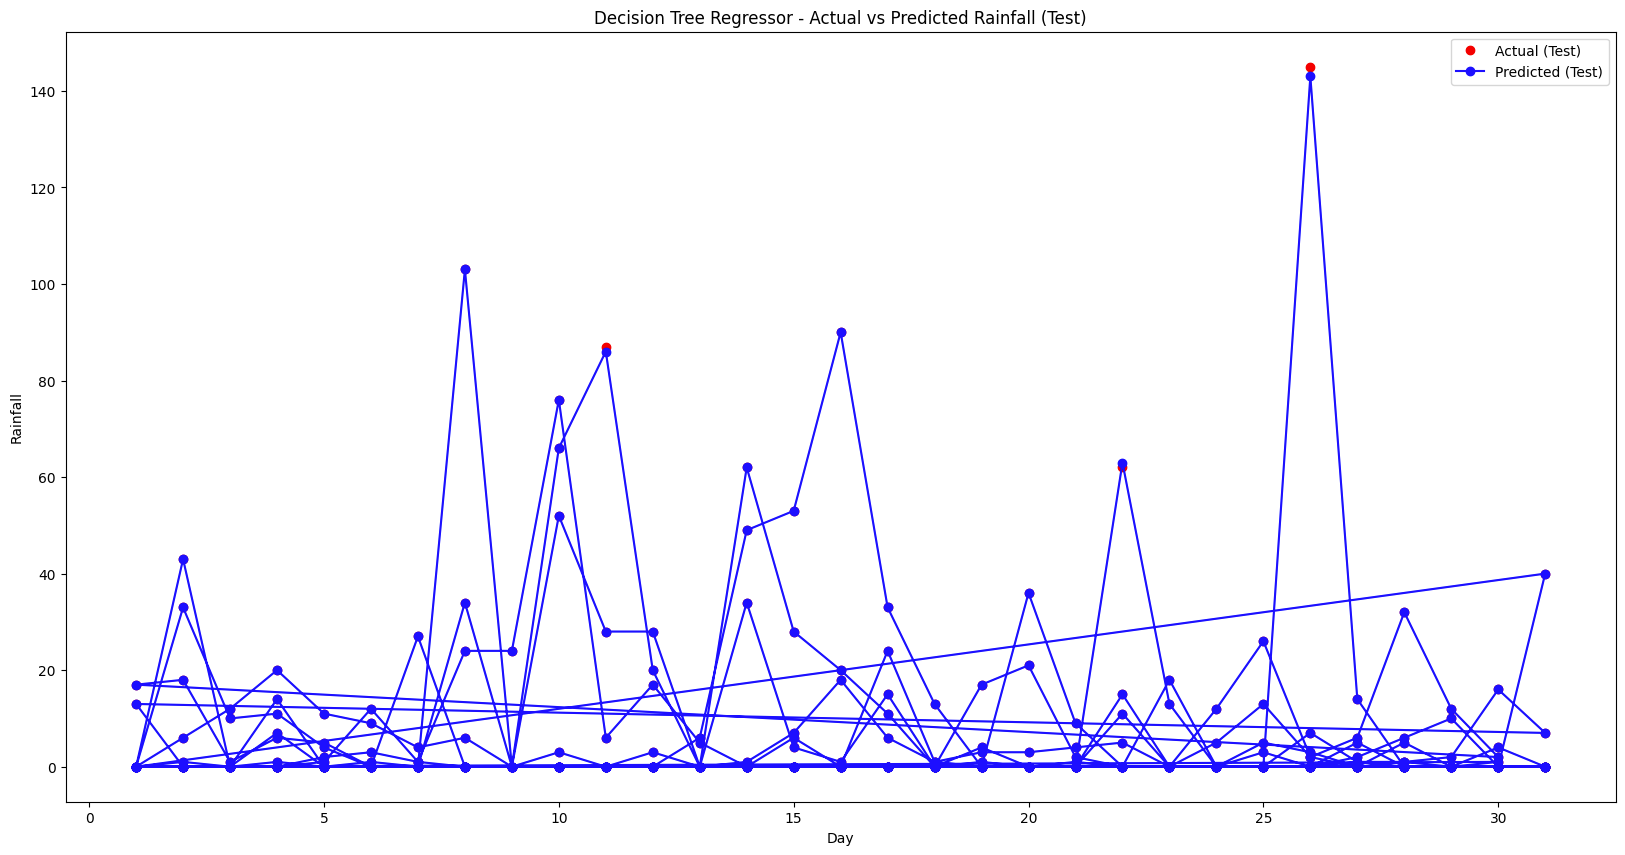 Decision Tree Regressor - Actual vs Predicted Rainfall (Test)
Actual (Test)
Predicted (Test)
140
120
100
80
60
40
20
0
Rainfall
0 5 10 15 20 25 30
Day